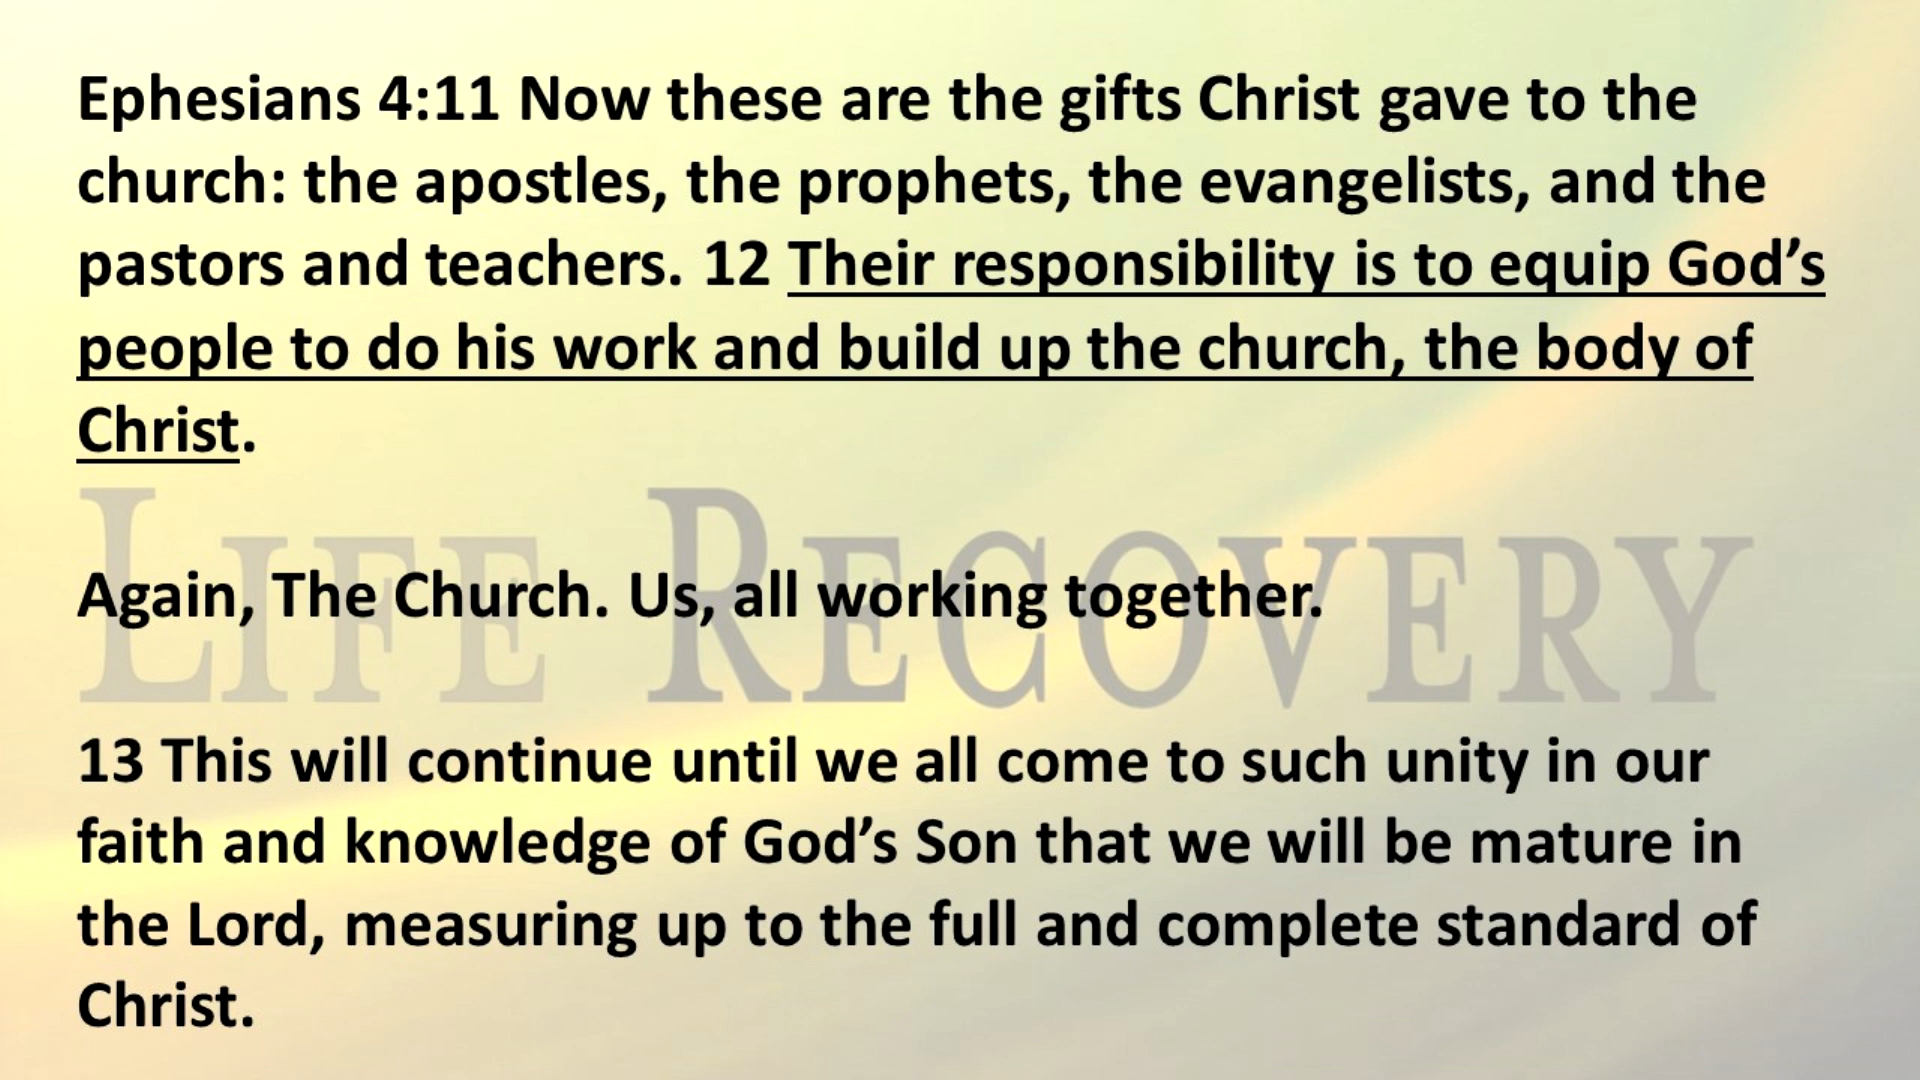 Ephesians 4:11 Now these are the gifts Christ gave to the
church: the apostles, the prophets, the evangelists, and the
pastors and teachers. 12 Their responsibility is to equip God’s
people to do his work and build up the church, the body of
Christ.
LIFE RECOVERY
Again, The Church. Us, all working together.
13 This will continue until we all come to such unity in our
faith and knowledge of God’s Son that we will be mature in
the Lord, measuring up to the full and complete standard of
Christ.